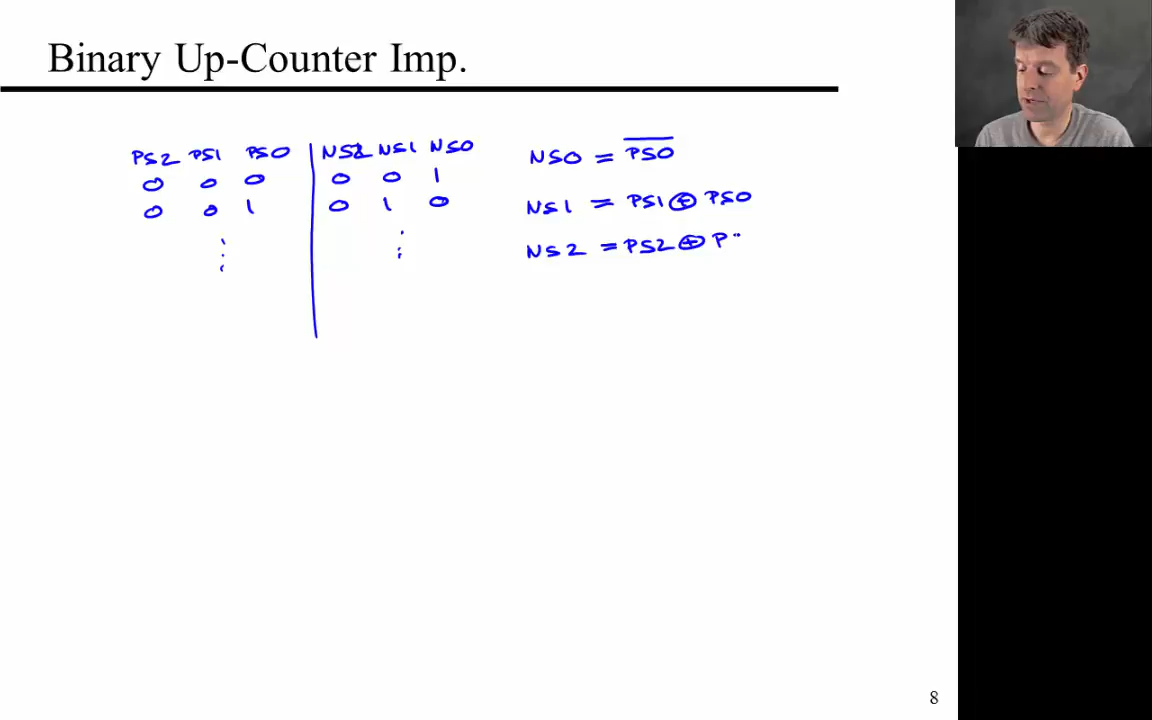 Binary Up-Counter Imp.
PS2 PS1 PS0 NS2 NS1 NS0
0 0 0 0 0 1
0 0 1 0 1 0
NS0 = \overline{PS0}
NS1 = PS1 ⊕ PS0
NS2 = PS2 ⊕ P
8